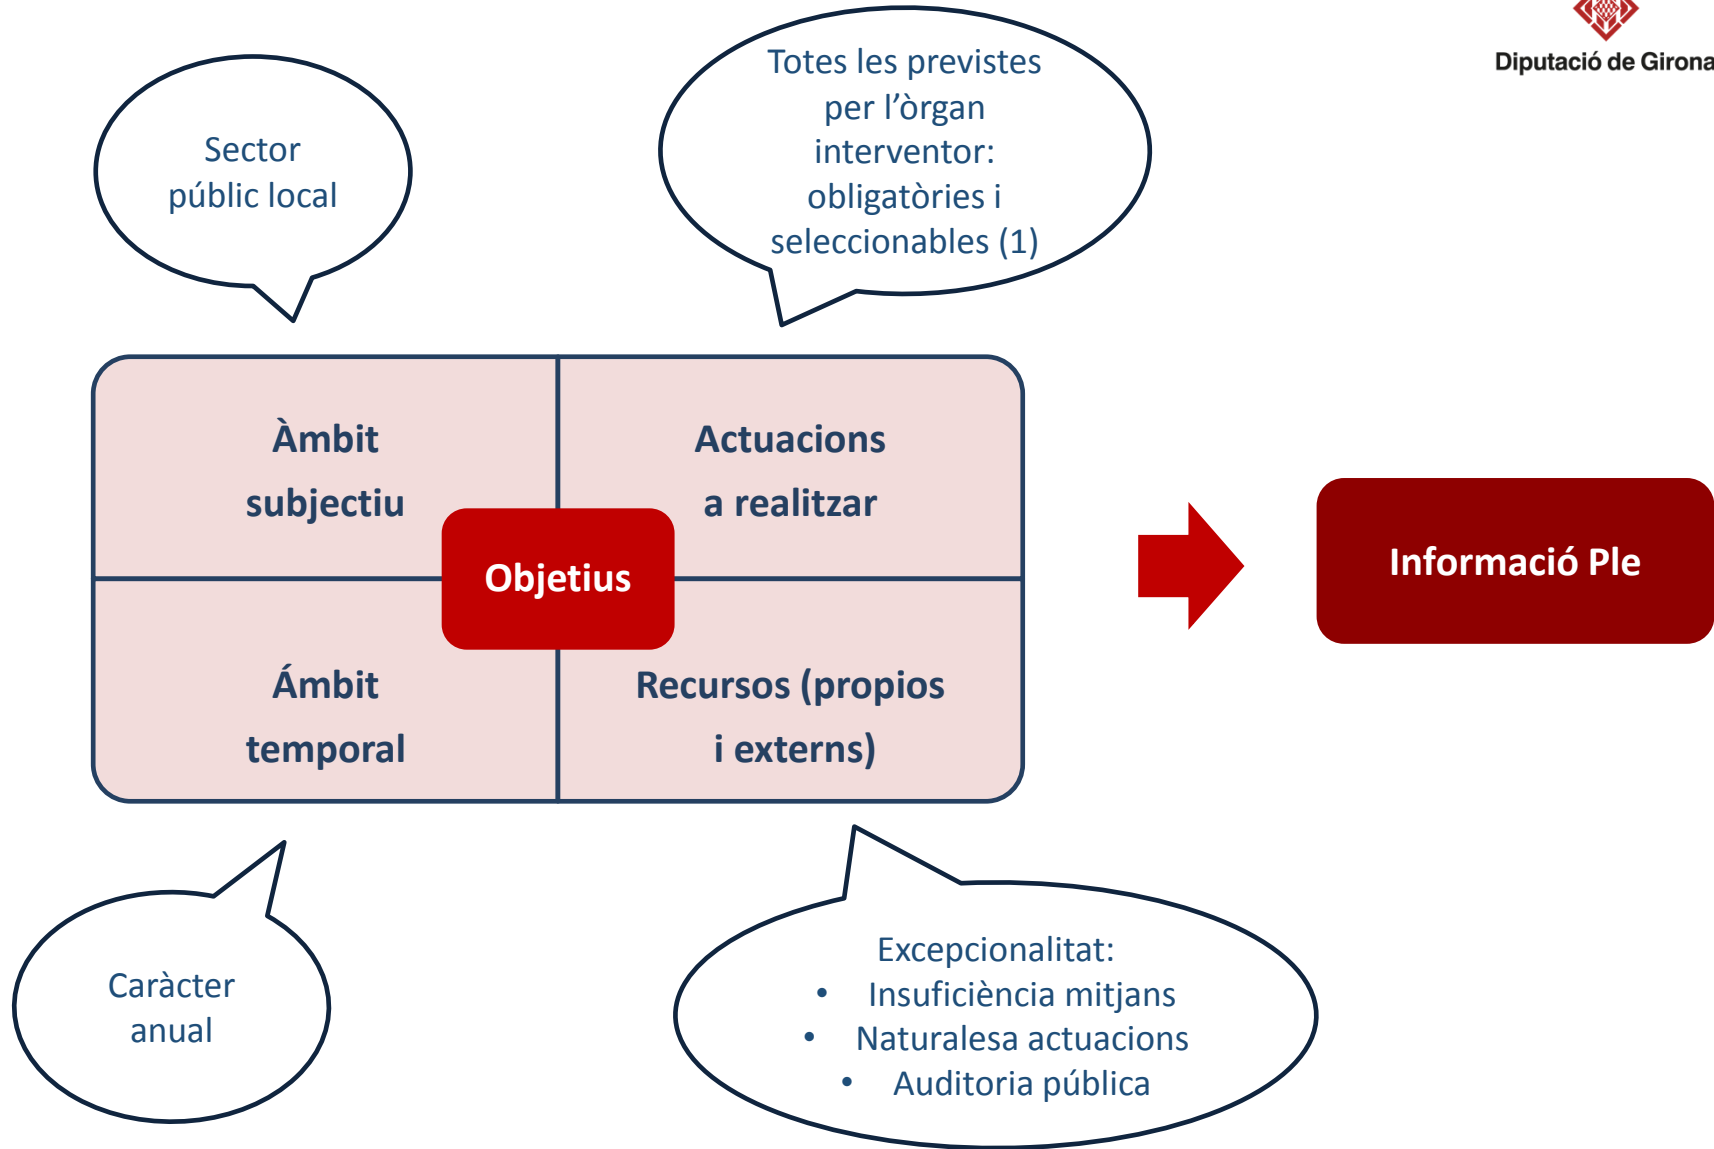 Diputació de Girona
Sector
públic local
Totes les previstes
per l’òrgan
interventor:
obligatòries i
seleccionables (1)
Àmbit
subjectiu
Actuacions
a realitzar
Objetius
Informació Ple
Ámbit
temporal
Recursos (propios
i externs)
Caràcter
anual
Excepcionalitat:
• Insuficiència mitjans
• Naturalesa actuacions
• Auditoria pública